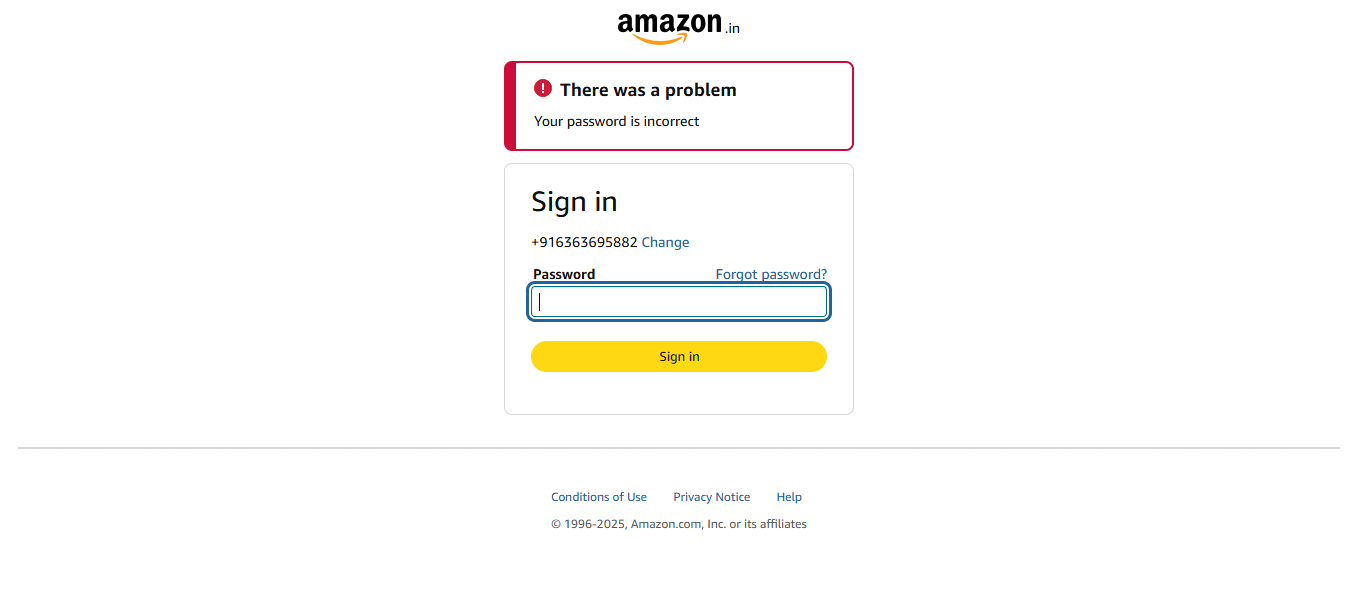 amazon.in
There was a problem
Your password is incorrect
Sign in
+916363695882 Change
Password Forgot password?
Sign in
Conditions of Use Privacy Notice Help
© 1996-2025, Amazon.com, Inc. or its affiliates